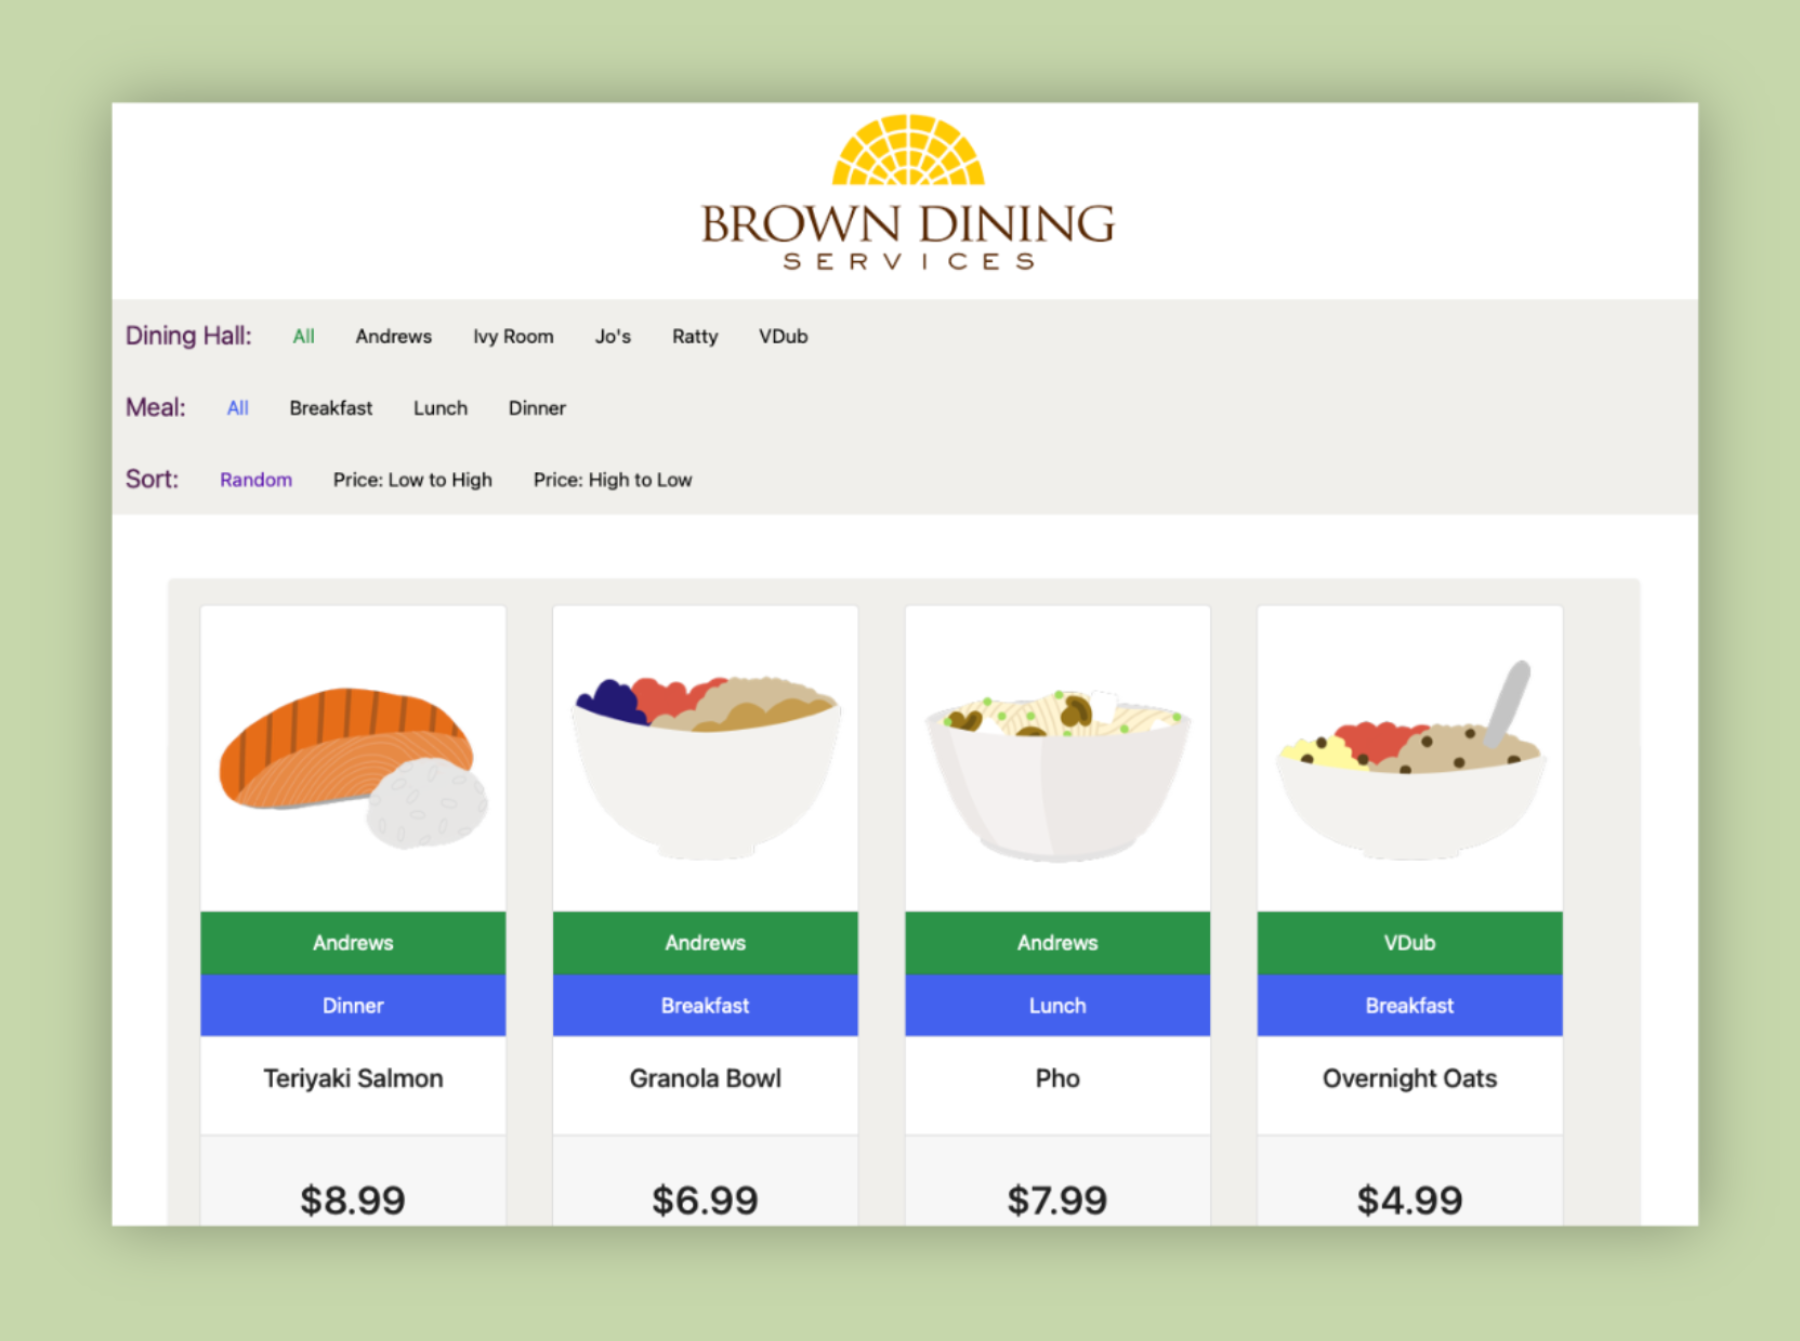 BROWN DINING
SERVICES
Dining Hall: All Andrews Ivy Room Jo's Ratty VDub
Meal: All Breakfast Lunch Dinner
Sort: Random Price: Low to High Price: High to Low
Andrews Andrews Andrews VDub
Dinner Breakfast Lunch Breakfast
Teriyaki Salmon Granola Bowl Pho Overnight Oats
$8.99 $6.99 $7.99 $4.99